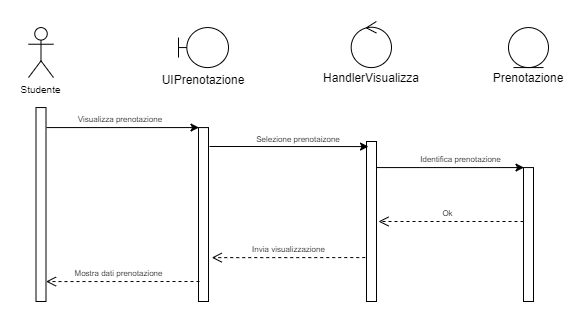 Studente
UIPrenotazione
HandlerVisualizza
Prenotazione
Visualizza prenotazione
Selezione prenotaizone
Identifica prenotazione
Ok
Invia visualizzazione
Mostra dati prenotazione